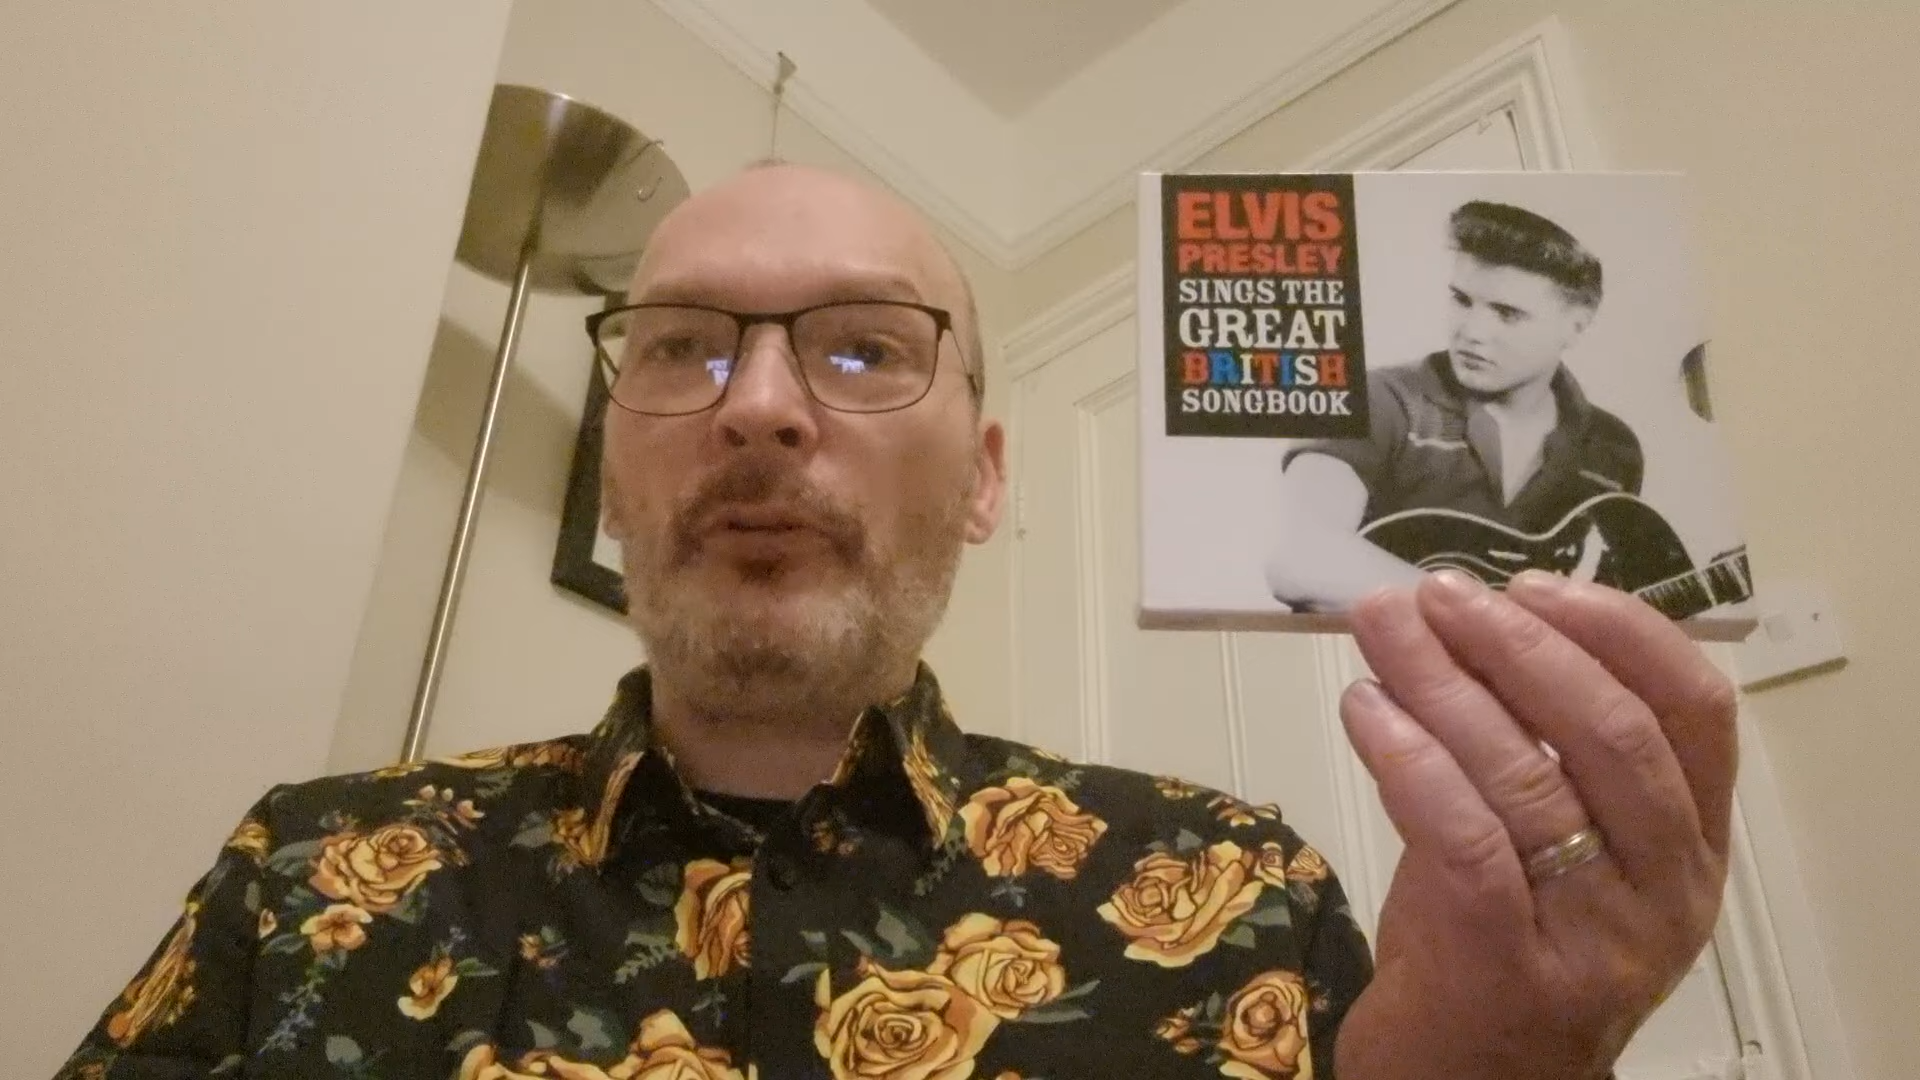 ELVIS
PRESLEY
SINGS THE
GREAT
BRITISH
SONGBOOK